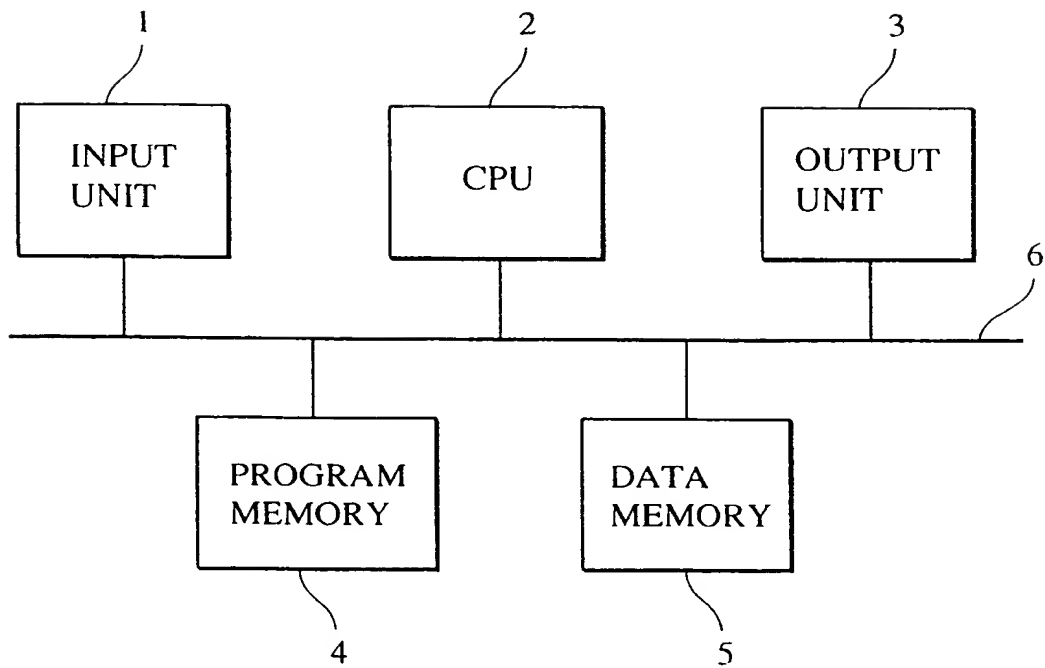 1
2
3
INPUT
UNIT
CPU
OUTPUT
UNIT
6
PROGRAM
MEMORY
DATA
MEMORY
4
5